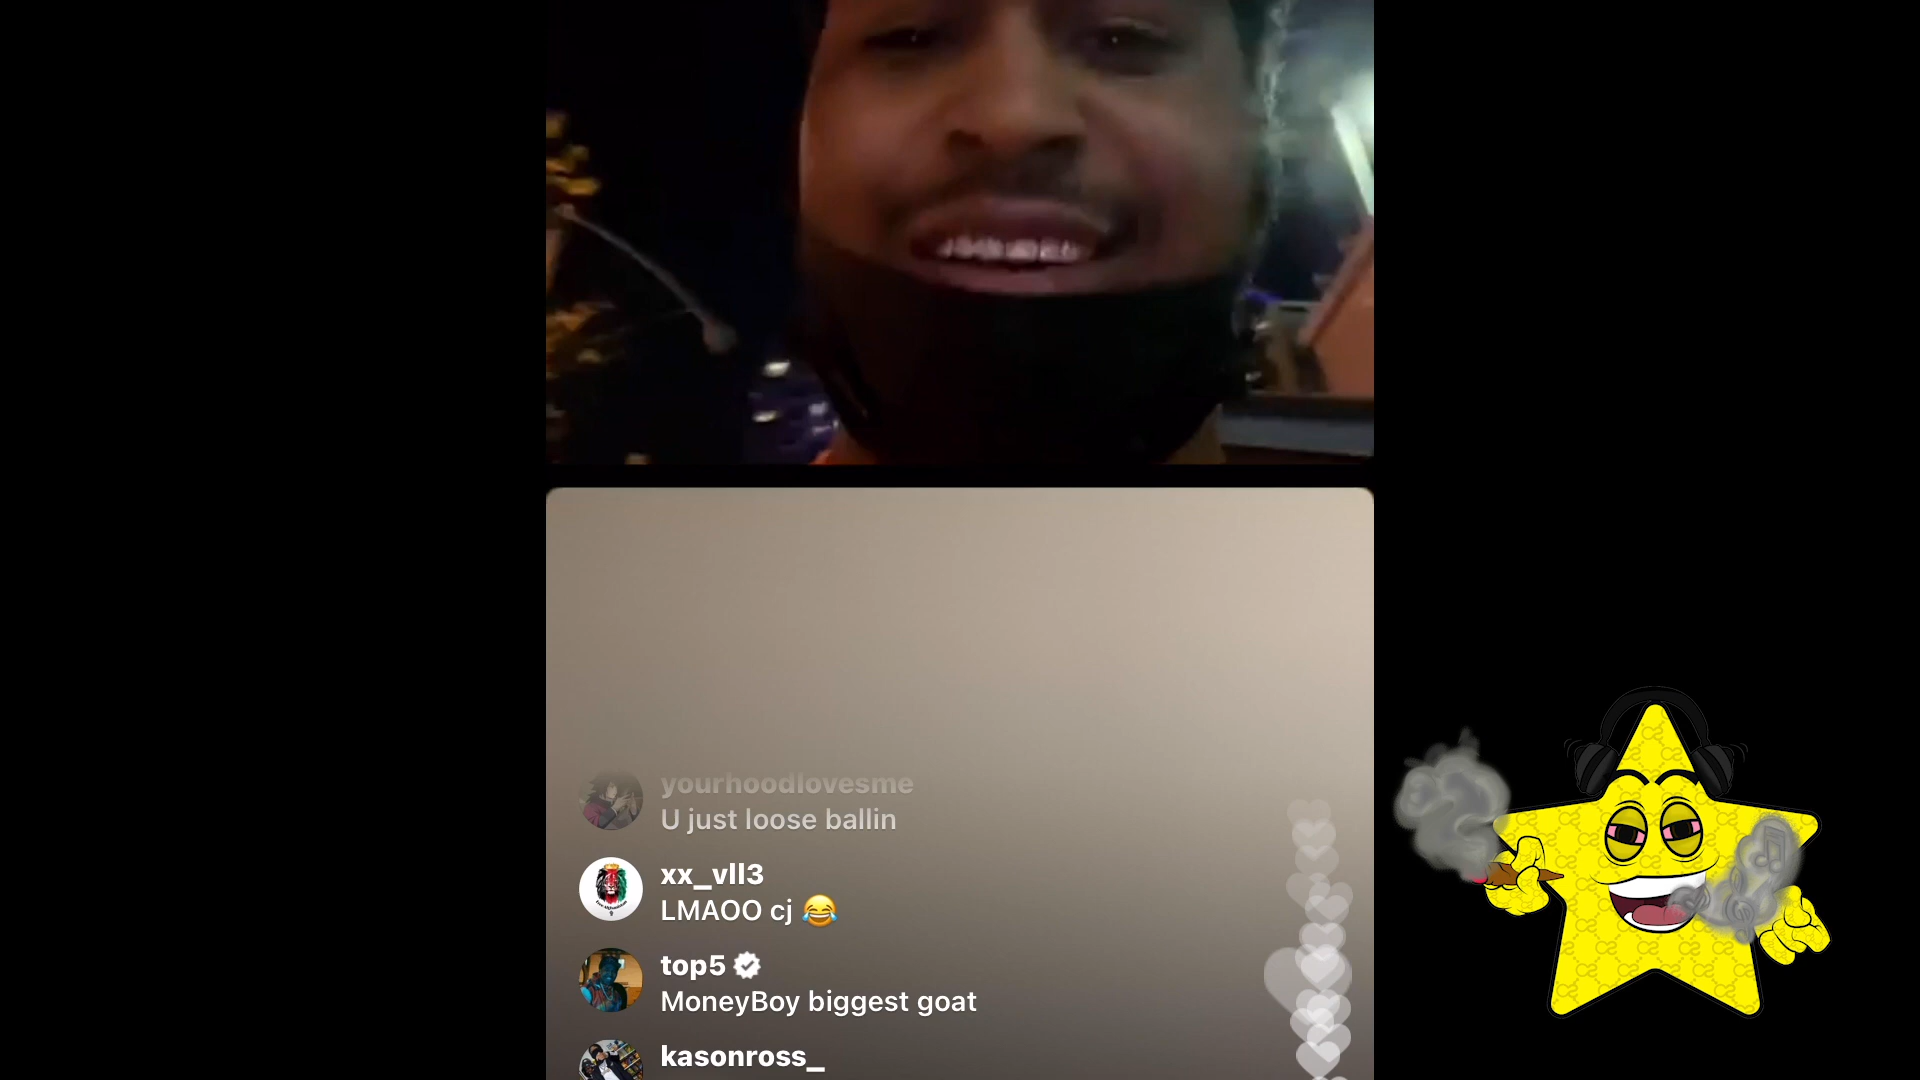 yourhoodlovesme
U just loose ballin
xx_vll3
LMAOO cj 😂
top5
MoneyBoy biggest goat
kasonross_